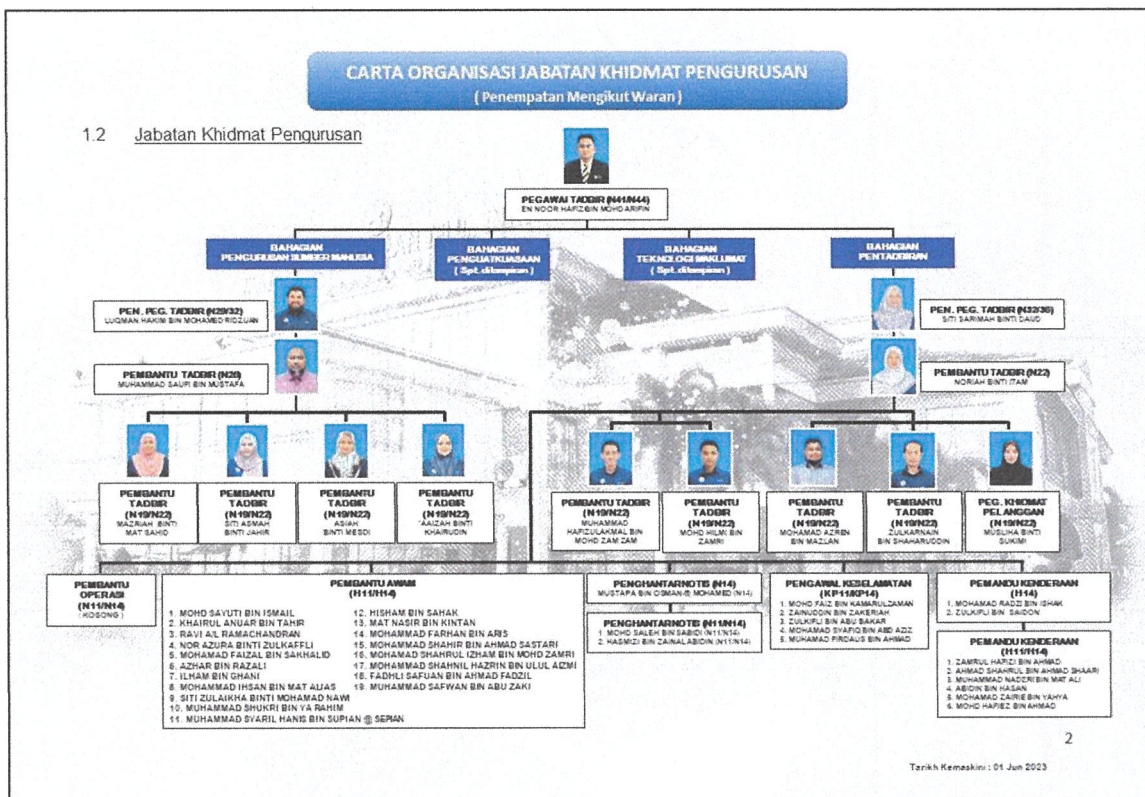 CARTA ORGANISASI JABATAN KHIDMAT PENGURUSAN
( Penempatan Mengikut Waran )
1.2 Jabatan Khidmat Pengurusan
PEGAWAI TADBIR (N41/N44)
EN NOOR HAFIZ BIN MOHD ARIFIN
BAHAGIAN
PENGURUSAN SUMBER MANUSIA
BAHAGIAN
PENGUATKUASAAN
( Spt. dilampiran )
BAHAGIAN
TEKNOLOGI MAKLUMAT
( Spt. dilampiran )
BAHAGIAN
PENTADBIRAN
PEN. PEG. TADBIR (N29/32)
LUQMAN HAKIM BIN MOHAMED RIDZUAN
PEN. PEG. TADBIR (N32/36)
SITI SARIMAH BINTI DAUD
PEMBANTU TADBIR (N26)
MUHAMMAD SAUFI BIN MUSTAFA
PEMBANTU TADBIR (N22)
NORIAH BINTI ITAM
PEMBANTU
TADBIR
(N19/N22)
MAZRIAH BINTI
MAT SAHID
PEMBANTU
TADBIR
(N19/N22)
SITI ASMAH
BINTI JAHIR
PEMBANTU
TADBIR
(N19/N22)
ASIAH
BINTI MESDI
PEMBANTU
TADBIR
(N19/N22)
'AAIZAH BINTI
KHAIRUDIN
PEMBANTU TADBIR
(N19/N22)
MUHAMMAD
HAFIZULAKMAL BIN
MOHD ZAM ZAM
PEMBANTU TADBIR
(N19/N22)
MOHD HILMI BIN
ZAMRI
PEMBANTU
TADBIR
(N19/N22)
MOHAMAD AZREN
BIN MAZLAN
PEMBANTU
TADBIR
(N19/N22)
ZULKARNAIN
BIN SHAHARUDDIN
PEG. KHIDMAT
PELANGGAN
(N19/N22)
MUSLIHA BINTI
SUKIMI
PEMBANTU
OPERASI
(N11/N14)
( KOSONG )
PEMBANTU AWAM
(H11/H14)
1. MOHD SAYUTI BIN ISMAIL
2. KHAIRUL ANUAR BIN TAHIR
3. RAVI A/L RAMACHANDRAN
4. NOR AZURA BINTI ZULKAFFLI
5. MOHAMAD FAIZAL BIN SAKHALID
6. AZHAR BIN RAZALI
7. ILHAM BIN GHANI
8. MOHAMMAD IHSAN BIN MAT ALIAS
9. SITI ZULAIKHA BINTI MOHAMAD NAWI
10. MUHAMMAD SHUKRI BIN YA RAHIM
11. MUHAMMAD SYARIL HANIS BIN SUPIAN @ SEPIAN
12. HISHAM BIN SAHAK
13. MAT NASIR BIN KINTAN
14. MOHAMMAD FARHAN BIN ARIS
15. MOHAMMAD SHAHIR BIN AHMAD SASTARI
16. MOHAMAD SHAHRUL IZHAM BIN MOHD ZAMRI
17. MOHAMAD SHAHNIL HAZRIN BIN ULUL AIZMI
18. FADHLI SAFUAN BIN AHMAD FADZIL
19. MUHAMMAD SAFWAN BIN ABU ZAKI
PENGHANTAR NOTIS (N14)
MUSTAPA BIN OSMAN @ MOHAMED (N14)
PENGHANTAR NOTIS (N11/N14)
1. MOHD SALEH BIN SABIDI (N11/N14)
2. HASMIZI BIN ZAINAL ABIDIN (N11/N14)
PENGAWAL KESELAMATAN
(KP11/KP14)
1. MOHD FAIZ BIN KAMARULZAMAN
2. ZAINUDDIN BIN ZAKERIAH
3. ZULKIFLI BIN ABU BAKAR
4. MOHAMAD SYAFIQ BIN ABD AZIZ
5. MUHAMAD FIRDAUS BIN AHMAD
PEMANDU KENDERAAN
(H14)
1. MOHAMAD RADZI BIN ISHAK
2. ZULKIFLI BIN SAIDON
PEMANDU KENDERAAN
(H11/H14)
1. ZAMRUL HAFIZI BIN AHMAD
2. AHMAD SHAHRUL BIN AHMAD SHAARI
3. MUHAMMAD NADZRI BIN MAT ALI
4. ABIDIN BIN HASAN
5. MOHAMAD ZAIRIE BIN YAHYA
6. MOHD HAFIEZ BIN AHMAD
2
Tarikh Kemaskini : 01 Jun 2023